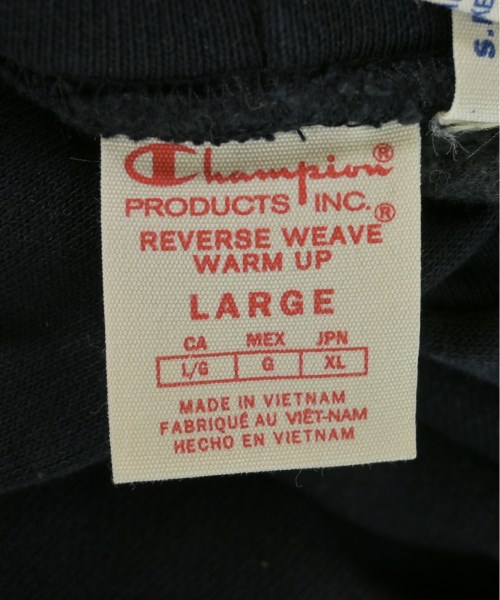 Champion®
PRODUCTS INC.®
REVERSE WEAVE
WARM UP
LARGE
CA MEX JPN
L/G G XL
MADE IN VIETNAM
FABRIQUÉ AU VIÊT-NAM
HECHO EN VIETNAM